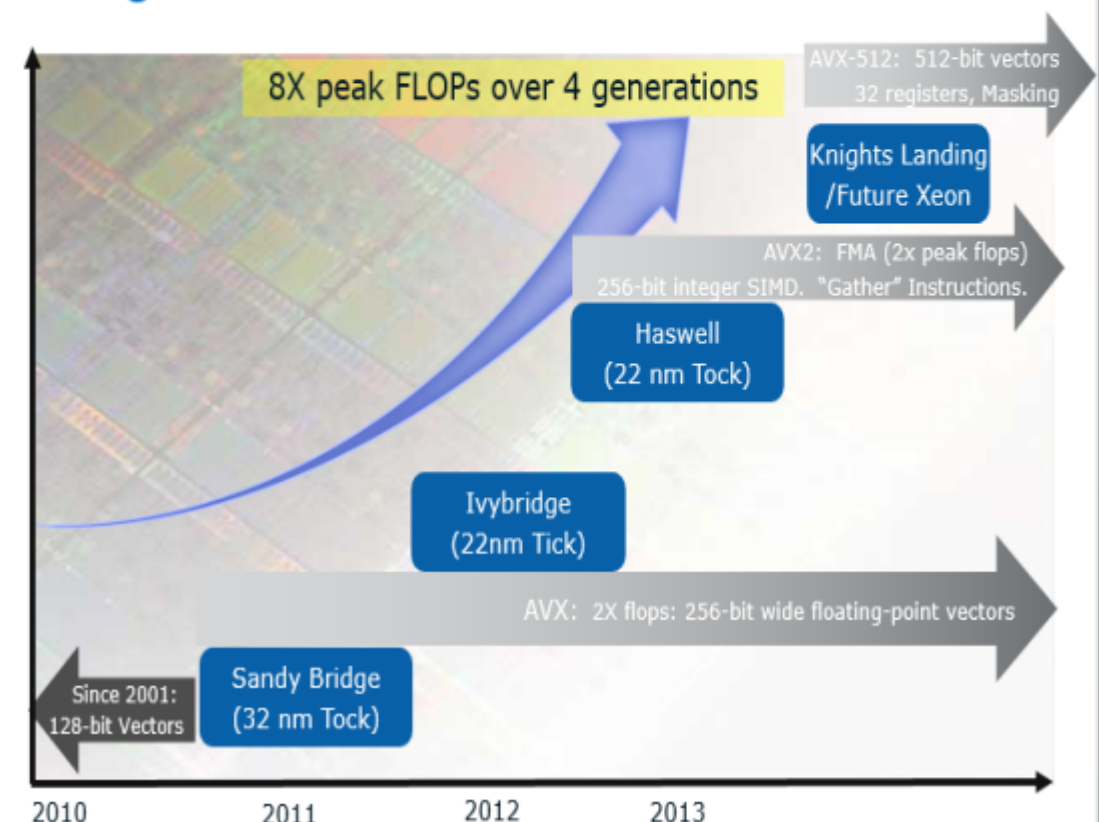 8X peak FLOPs over 4 generations
AVX-512: 512-bit vectors
32 registers, Masking
Knights Landing
/Future Xeon
AVX2: FMA (2x peak flops)
256-bit integer SIMD. “Gather” Instructions.
Haswell
(22 nm Tock)
Ivybridge
(22nm Tick)
AVX: 2X flops: 256-bit wide floating-point vectors
Since 2001:
128-bit Vectors
Sandy Bridge
(32 nm Tock)
2010 2011 2012 2013